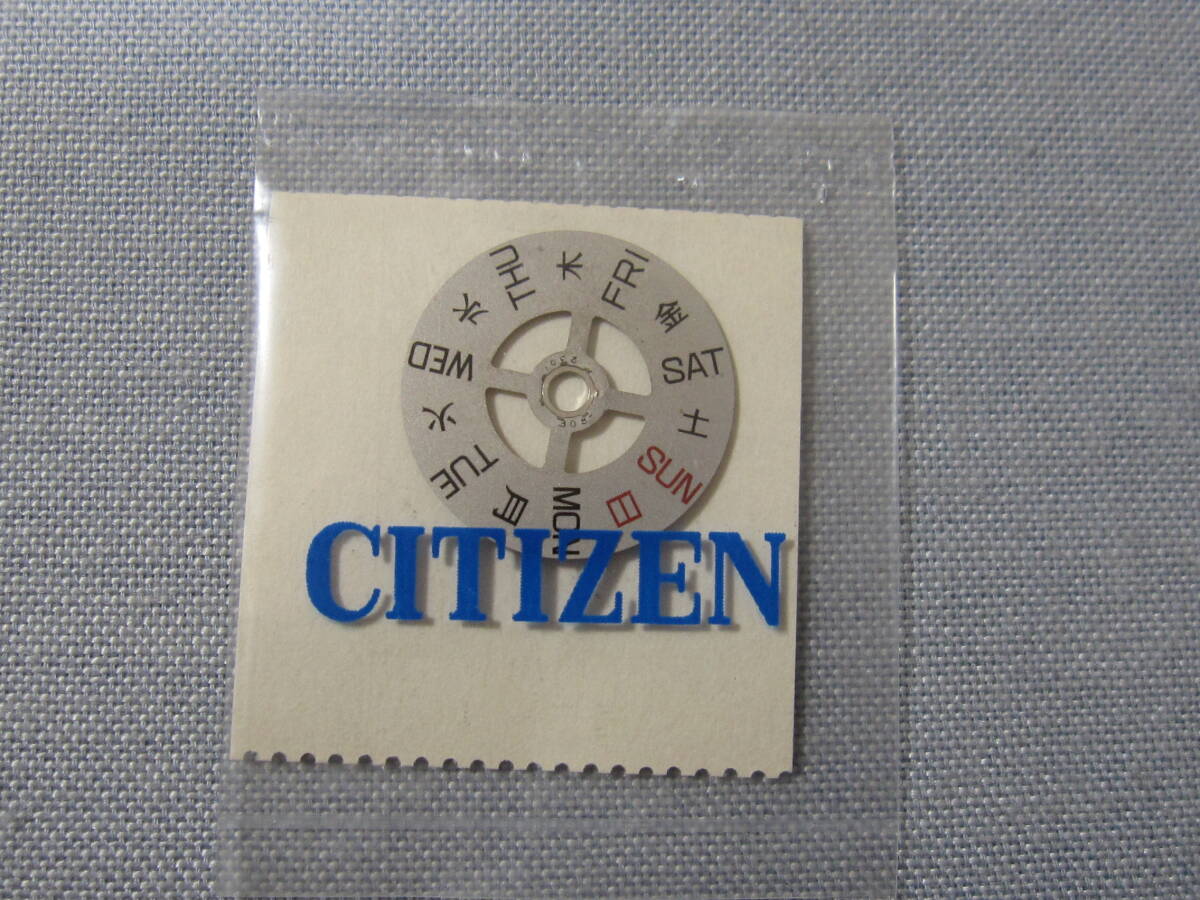 SUN
日
MON
月
TUE
火
WED
水
THU
木
FRI
金
SAT
土
CITIZEN